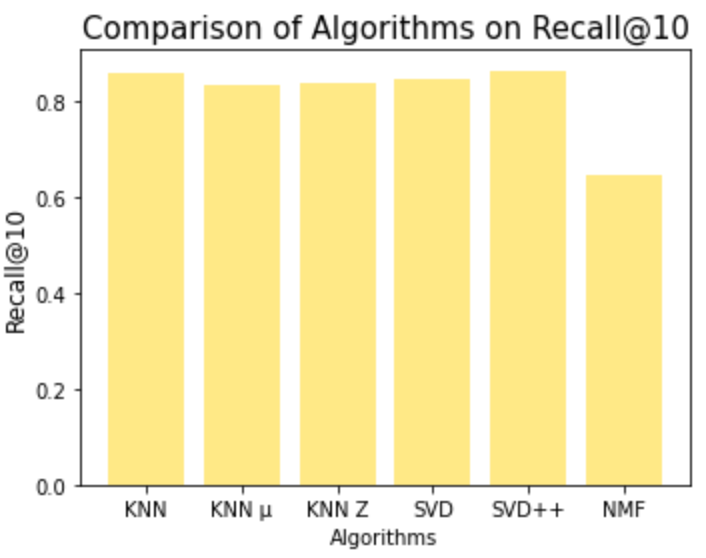 Comparison of Algorithms on Recall@10
Recall@10
0.8
0.6
0.4
0.2
0.0
KNN KNN μ KNN Z SVD SVD++ NMF
Algorithms